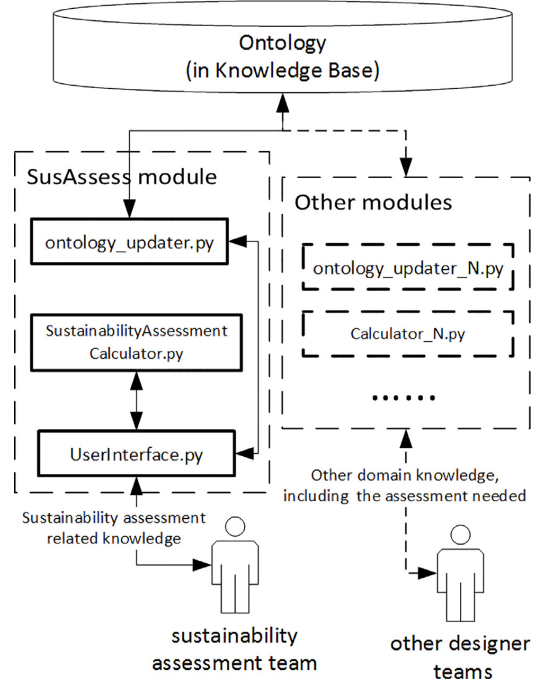 Ontology
(in Knowledge Base)
SusAssess module
ontology_updater.py
SustainabilityAssessment
Calculator.py
UserInterface.py
Sustainability assessment
related knowledge
sustainability
assessment team
Other modules
ontology_updater_N.py
Calculator_N.py
......
Other domain knowledge,
including the assessment needed
other designer
teams